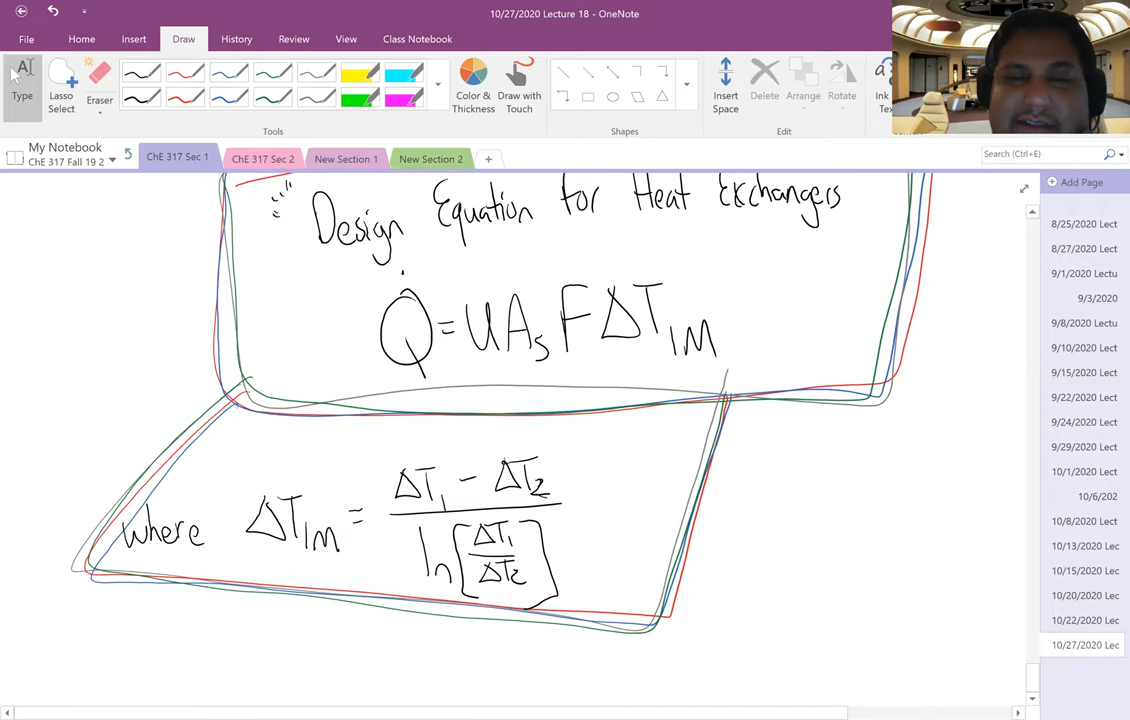 10/27/2020 Lecture 18 - OneNote
File Home Insert Draw History Review View Class Notebook
Type
Lasso Select
Eraser
Color & Thickness
Draw with Touch
Insert Space
Delete
Arrange
Rotate
Tools
Shapes
Edit
My Notebook
ChE 317 Fall 19 2
ChE 317 Sec 1
ChE 317 Sec 2
New Section 1
New Section 2
+
Search (Ctrl+E)
Add Page
8/25/2020 Lect
8/27/2020 Lect
9/1/2020 Lectu
9/3/2020
9/8/2020 Lectu
9/10/2020 Lect
9/15/2020 Lect
9/22/2020 Lect
9/24/2020 Lect
9/29/2020 Lect
10/1/2020 Lect
10/6/202
10/8/2020 Lect
10/13/2020 Lec
10/15/2020 Lec
10/20/2020 Lec
10/22/2020 Lec
10/27/2020 Lec
Design Equation for Heat Exchangers
Q̇ = UA_s F ΔT_lM
where ΔT_lM = (ΔT_1 - ΔT_2) / ln[ΔT_1 / ΔT_2]